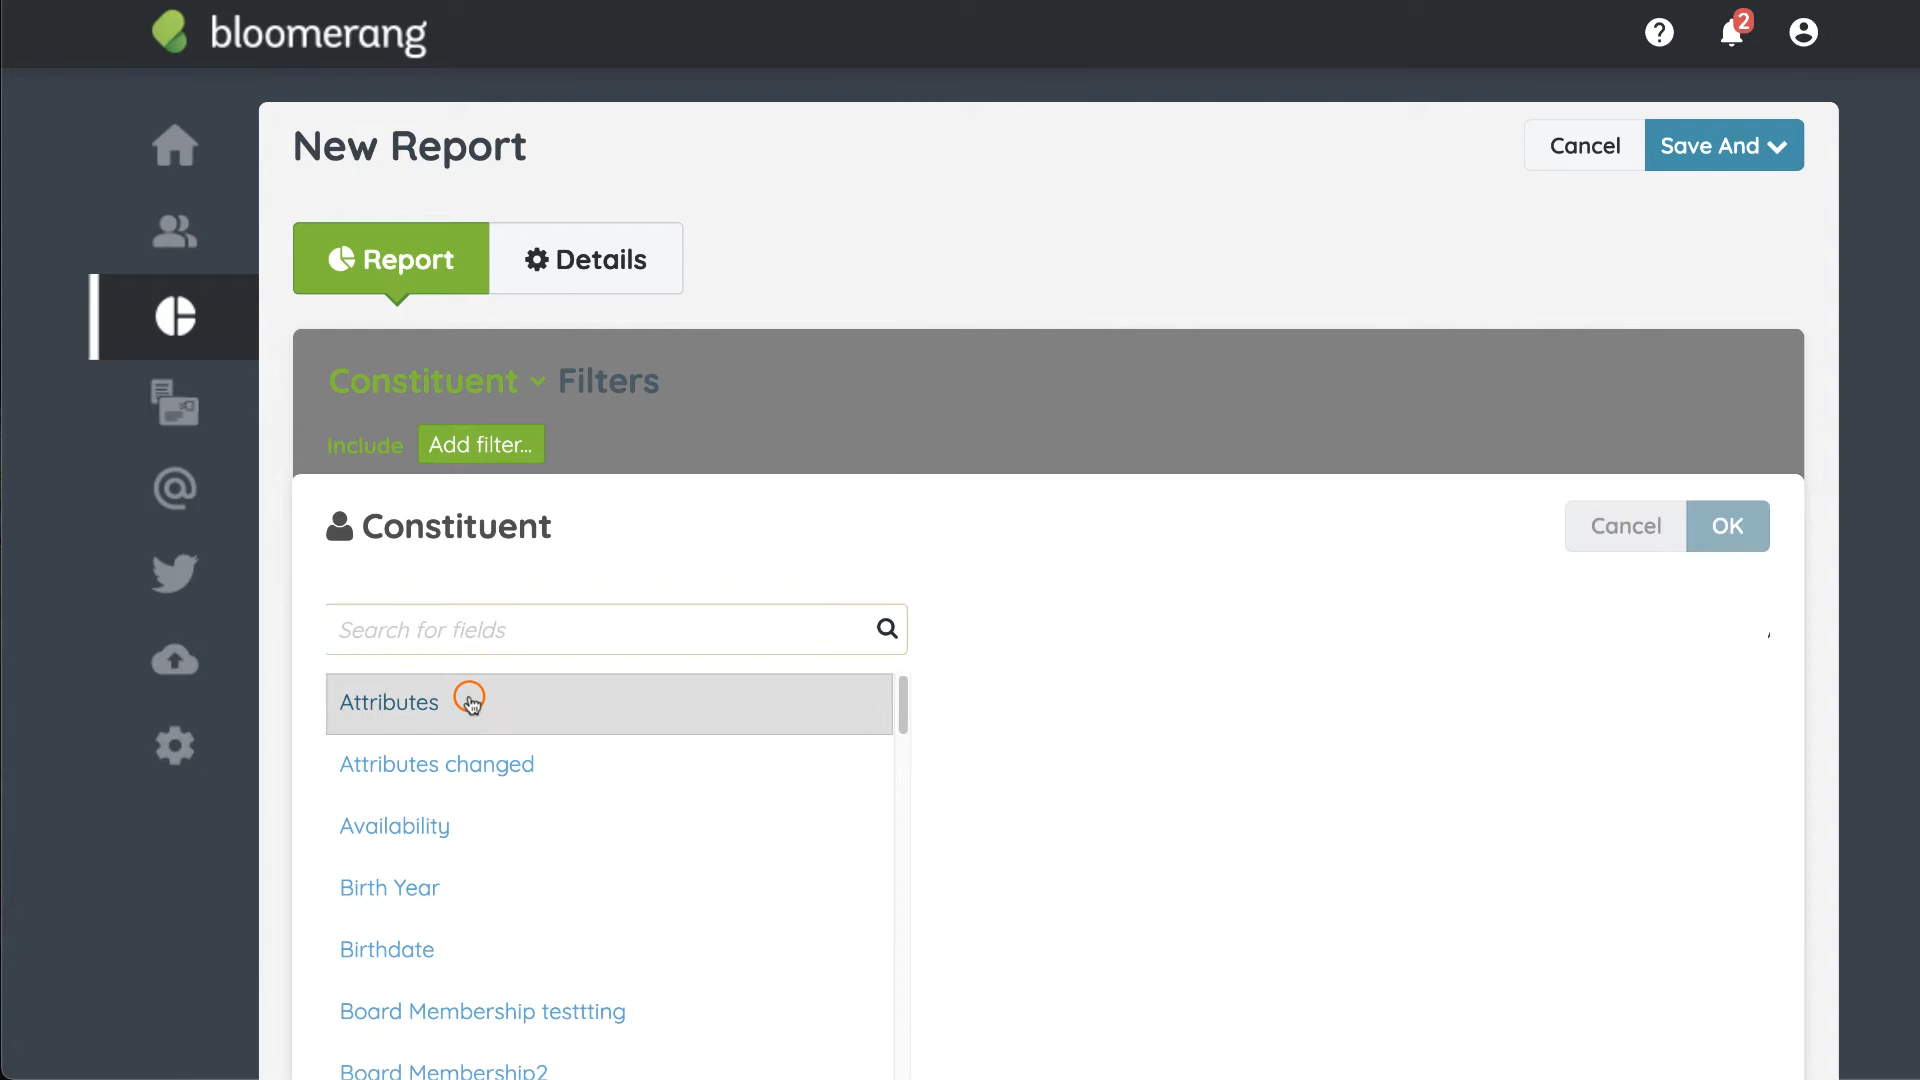 bloomerang
2
New Report
Cancel
Save And
Report
Details
Constituent
Filters
Include
Add filter...
Constituent
Cancel
OK
Search for fields
Attributes
Attributes changed
Availability
Birth Year
Birthdate
Board Membership testtting
Board Membership2